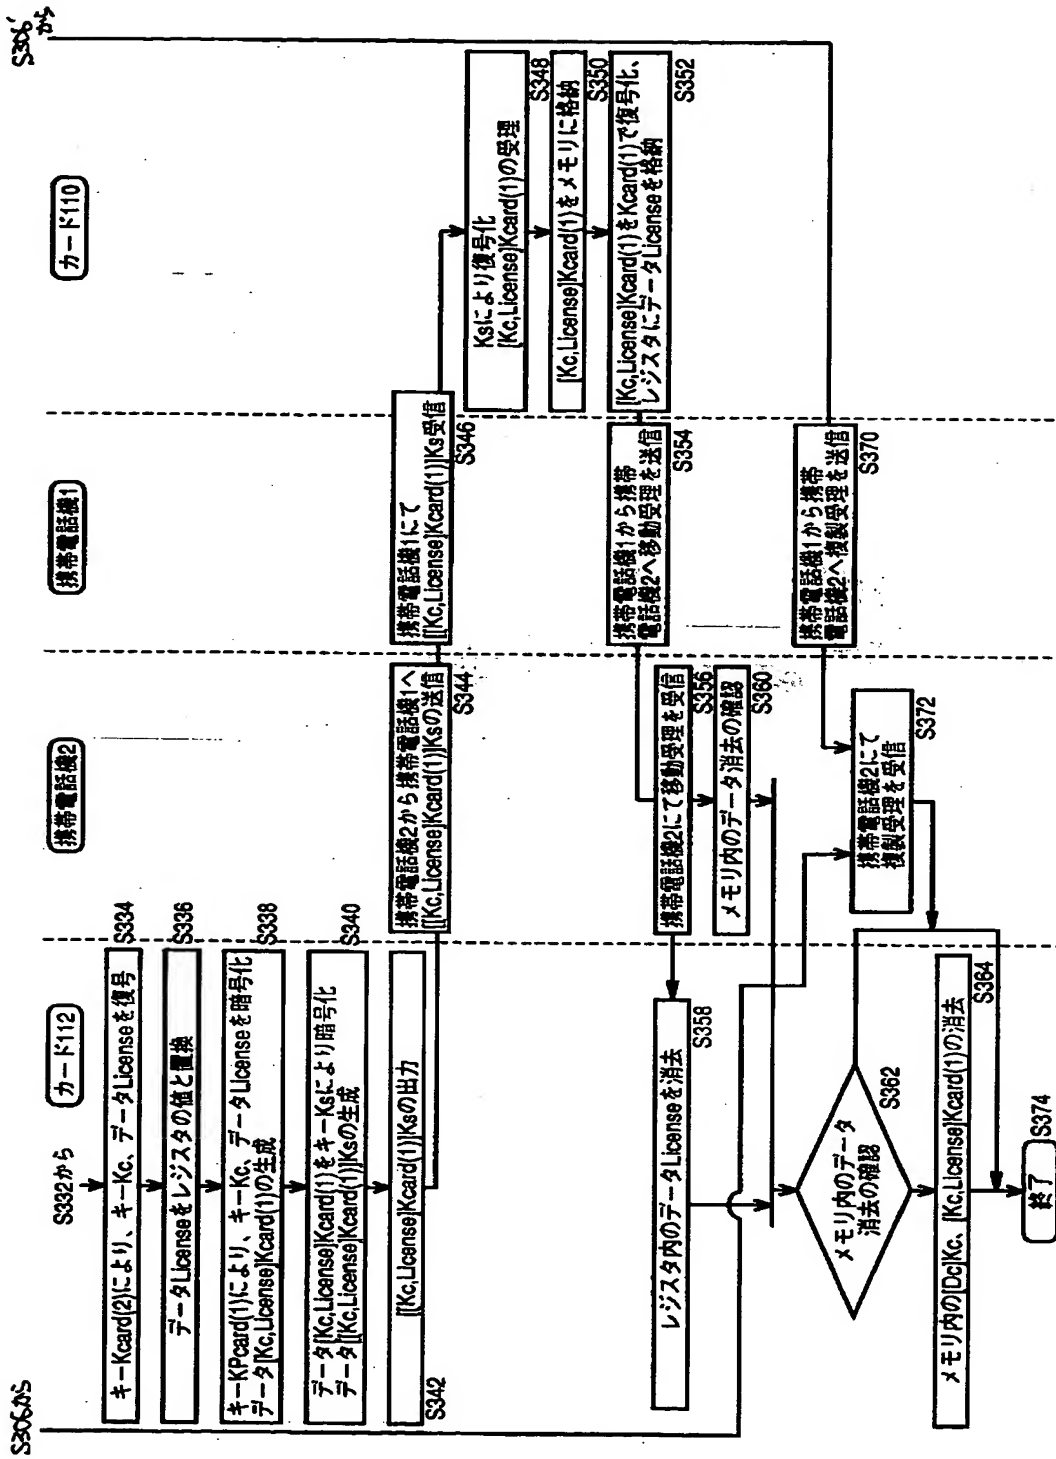 S306から
S332から
カード112
携帯電話機2
携帯電話機1
カード110
S306'から
キーKcard(2)により、キーKc、データLicenseを復号
S334
データLicenseをレジスタの値と置換
S336
キーKPcard(1)により、キーKc、データLicenseを暗号化
データ[Kc,License]Kcard(1)の生成
S338
データ[Kc,License]Kcard(1)をキーKsにより暗号化
データ[[Kc,License]Kcard(1)]Ksの生成
S340
[[Kc,License]Kcard(1)]Ksの出力
S342
携帯電話機2から携帯電話機1へ
[[Kc,License]Kcard(1)]Ksの送信
S344
携帯電話機1にて
[[Kc,License]Kcard(1)]Ks受信
S346
Ksにより復号化
[Kc,License]Kcard(1)の受理
S348
[Kc,License]Kcard(1)をメモリに格納
S350
[Kc,License]Kcard(1)をKcard(1)で復号化、
レジスタにデータLicenseを格納
S352
携帯電話機1から携帯
電話機2へ移動受理を送信
S354
携帯電話機2にて移動受理を受信
S356
レジスタ内のデータLicenseを消去
S358
メモリ内のデータ消去の確認
S360
メモリ内のデータ
消去の確認
S362
メモリ内の[Dc]Kc、[Kc,License]Kcard(1)の消去
S364
携帯電話機1から携帯
電話機2へ複製受理を送信
S370
携帯電話機2にて
複製受理を受信
S372
終了
S374